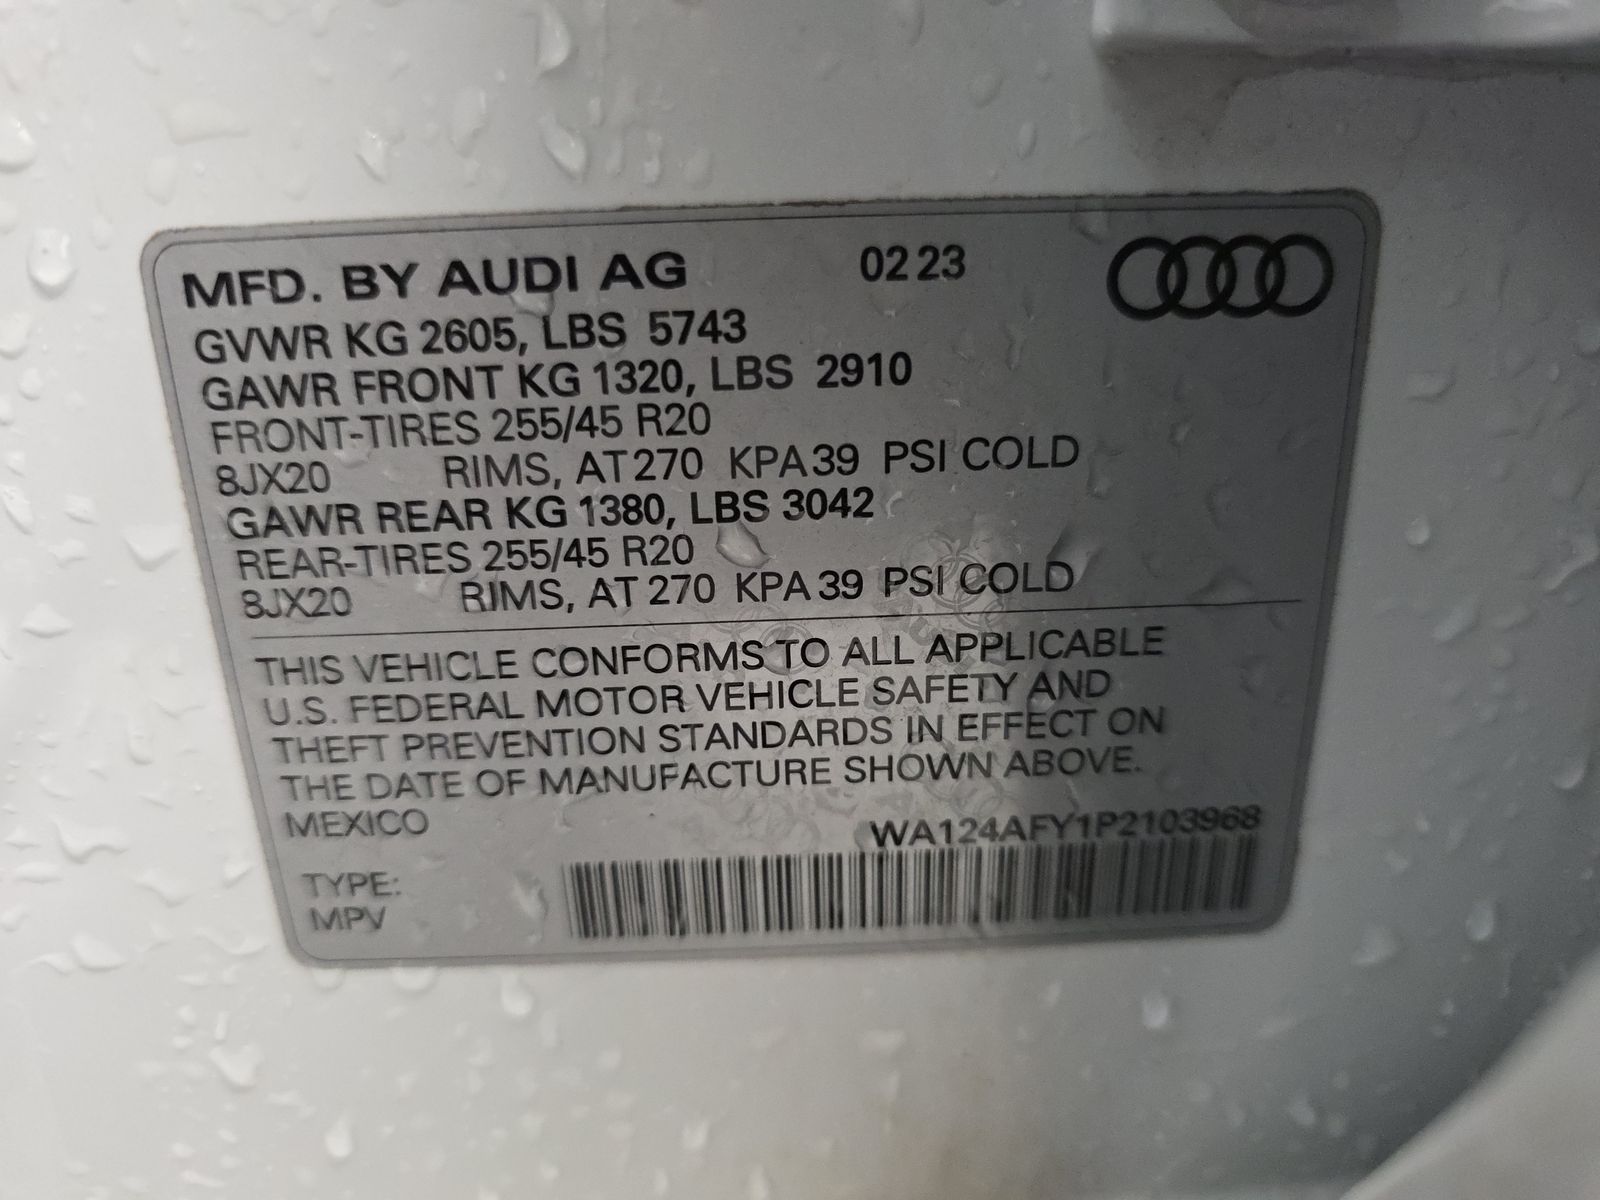 MFD. BY AUDI AG 02 23
GVWR KG 2605, LBS 5743
GAWR FRONT KG 1320, LBS 2910
FRONT-TIRES 255/45 R20
8JX20 RIMS, AT 270 KPA 39 PSI COLD
GAWR REAR KG 1380, LBS 3042
REAR-TIRES 255/45 R20
8JX20 RIMS, AT 270 KPA 39 PSI COLD
THIS VEHICLE CONFORMS TO ALL APPLICABLE
U.S. FEDERAL MOTOR VEHICLE SAFETY AND
THEFT PREVENTION STANDARDS IN EFFECT ON
THE DATE OF MANUFACTURE SHOWN ABOVE.
MEXICO WA124AFY1P2103968
TYPE:
MPV